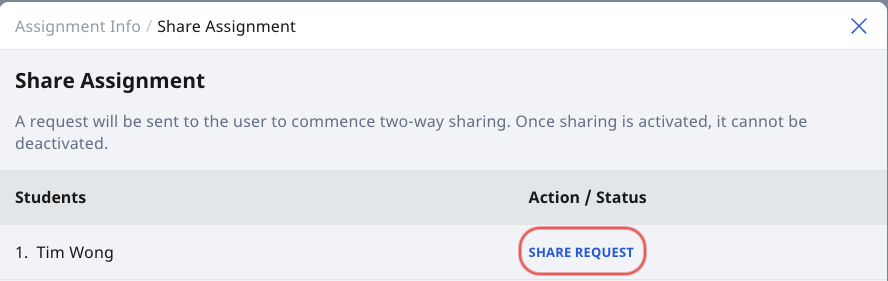 Assignment Info / Share Assignment
Share Assignment
A request will be sent to the user to commence two-way sharing. Once sharing is activated, it cannot be
deactivated.
Students Action / Status
1. Tim Wong SHARE REQUEST